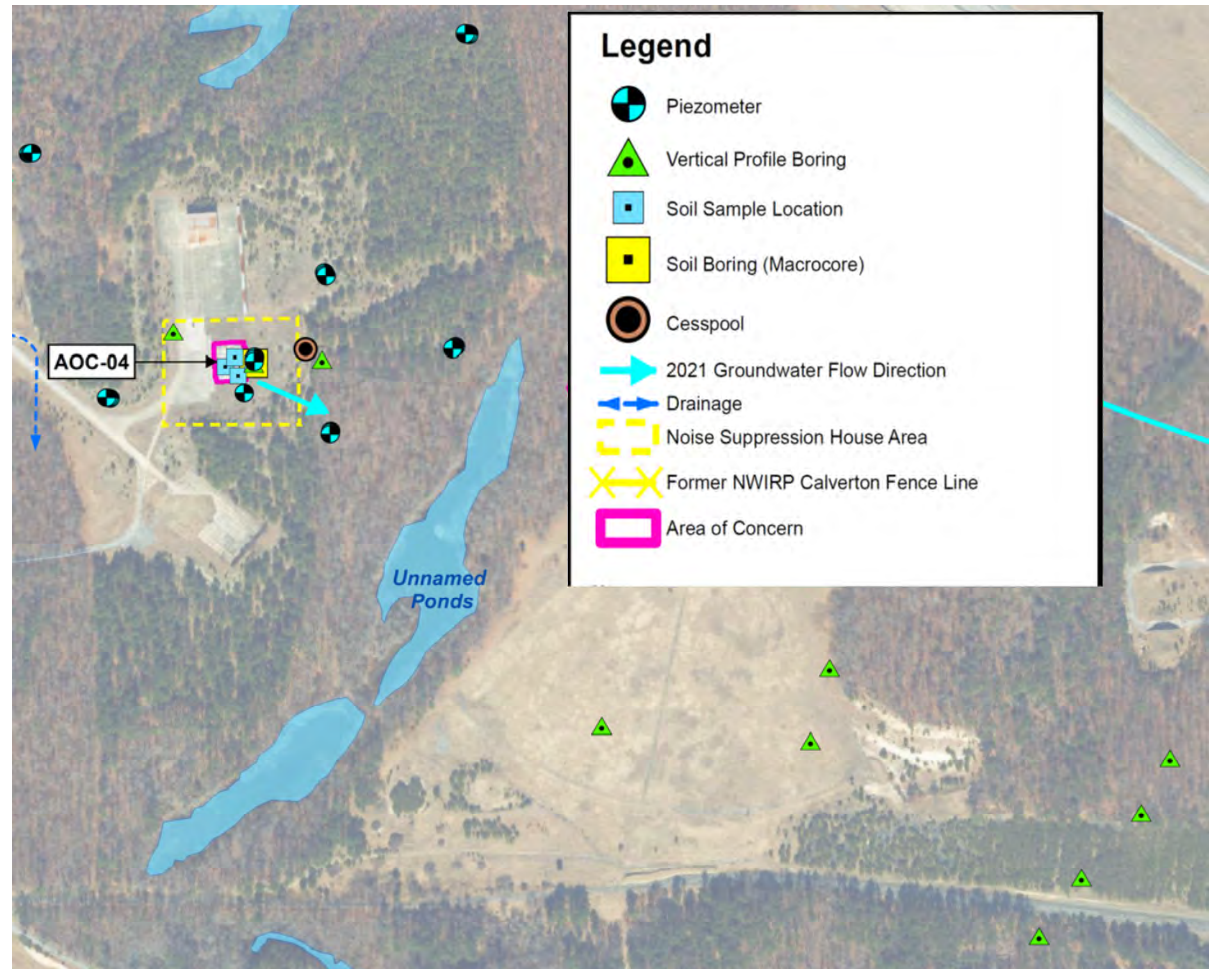 Legend
Piezometer
Vertical Profile Boring
Soil Sample Location
Soil Boring (Macrocore)
Cesspool
2021 Groundwater Flow Direction
Drainage
Noise Suppression House Area
Former NWIRP Calverton Fence Line
Area of Concern
AOC-04
Unnamed
Ponds